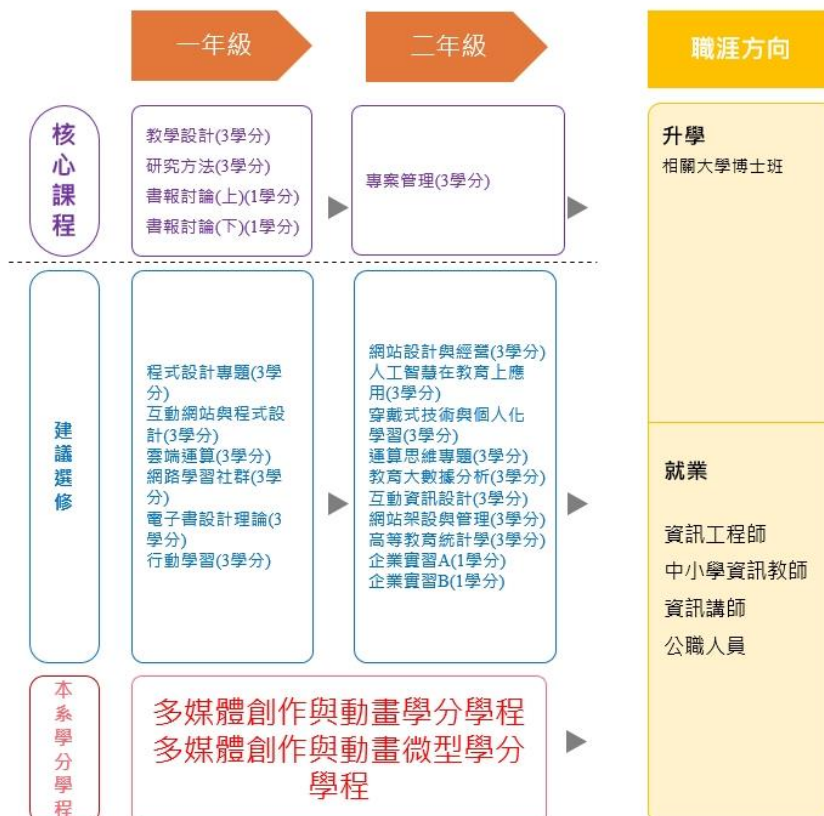 一年級
二年級
職涯方向
核心課程
教學設計(3學分)
研究方法(3學分)
書報討論(上)(1學分)
書報討論(下)(1學分)
專案管理(3學分)
升學
相關大學博士班
建議選修
程式設計專題(3學
分)
互動網站與程式設
計(3學分)
雲端運算(3學分)
網路學習社群(3學
分)
電子書設計理論(3
學分)
行動學習(3學分)
網站設計與經營(3學分)
人工智慧在教育上應
用(3學分)
穿戴式技術與個人化
學習(3學分)
運算思維專題(3學分)
教育大數據分析(3學分)
互動資訊設計(3學分)
網站架設與管理(3學分)
高等教育統計學(3學分)
企業實習A(1學分)
企業實習B(1學分)
就業
資訊工程師
中小學資訊教師
資訊講師
公職人員
本系學分學程
多媒體創作與動畫學分學程
多媒體創作與動畫微型學分
學程